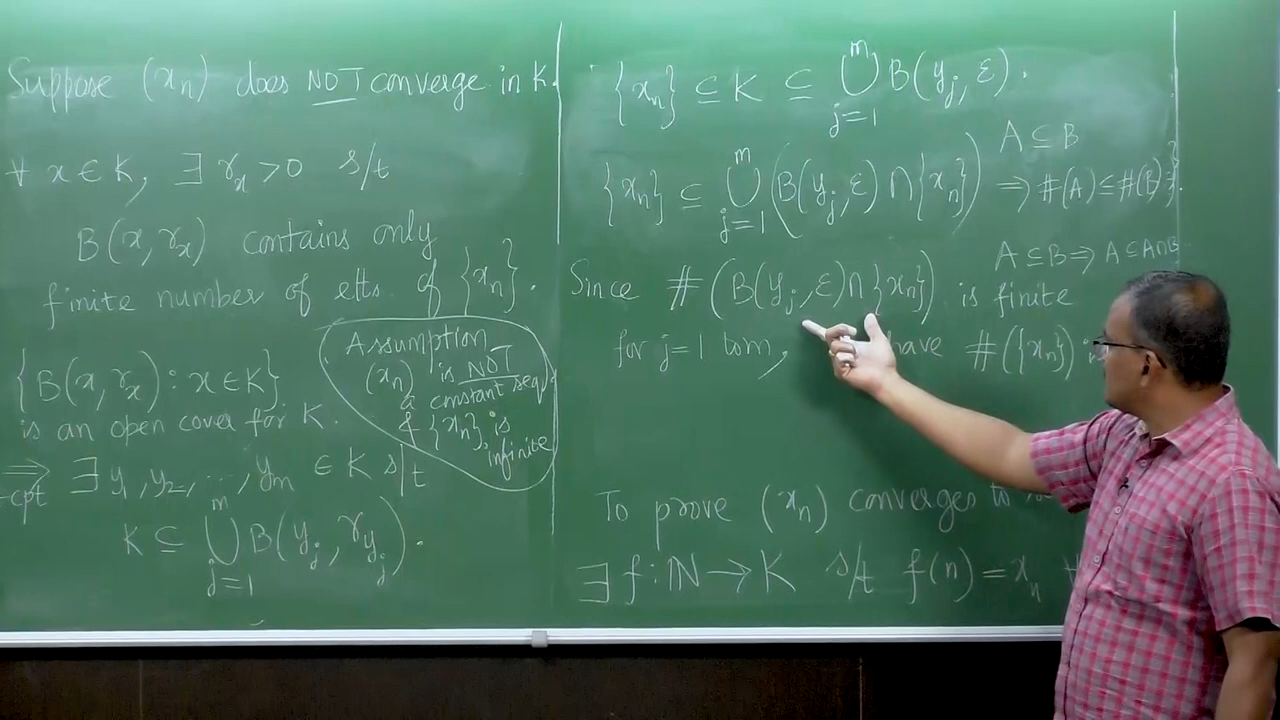 Suppose (xₙ) does NOT converge in K.
∀ x ∈ K, ∃ rₓ > 0 s/t
B(x, rₓ) contains only
finite number of elts. of {xₙ}.
{B(x, rₓ) : x ∈ K}
is an open cover for K.
⟹ ∃ y₁, y₂, ..., yₘ ∈ K s/t
-cpt
K ⊆ ⋃ⱼ₌₁ᵐ B(yⱼ, r_{yⱼ}).
Assumption
(xₙ) is NOT
a constant seq.
& {xₙ} is
infinite
{xₙ} ⊆ K ⊆ ⋃ⱼ₌₁ᵐ B(yⱼ, ε).
A ⊆ B
{xₙ} ⊆ ⋃ⱼ₌₁ᵐ (B(yⱼ, ε) ∩ {xₙ}) ⟹ #(A) ≤ #(B)
A ⊆ B ⟹ A ⊆ A∩B
Since #(B(yⱼ, ε) ∩ {xₙ}) is finite
for j=1 to m, have #({xₙ})
To prove (xₙ) converges to
∃ f : ℕ → K s/t f(n) = xₙ